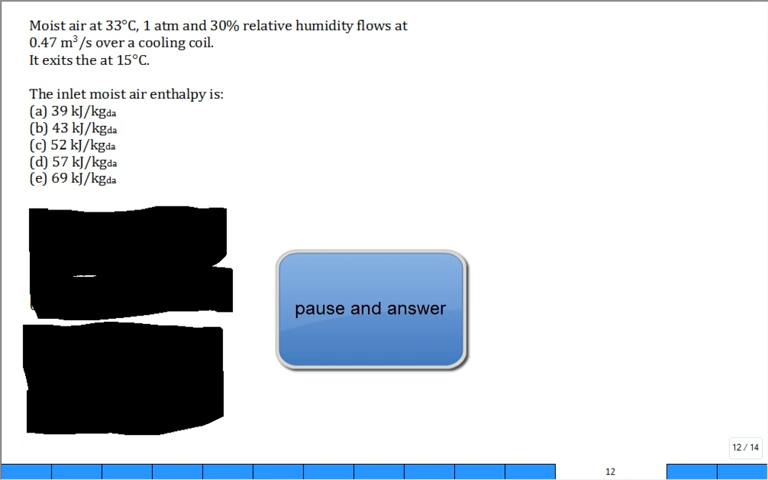 Moist air at 33°C, 1 atm and 30% relative humidity flows at
0.47 m³/s over a cooling coil.
It exits the at 15°C.
The inlet moist air enthalpy is:
(a) 39 kJ/kgda
(b) 43 kJ/kgda
(c) 52 kJ/kgda
(d) 57 kJ/kgda
(e) 69 kJ/kgda
pause and answer
12 / 14
12